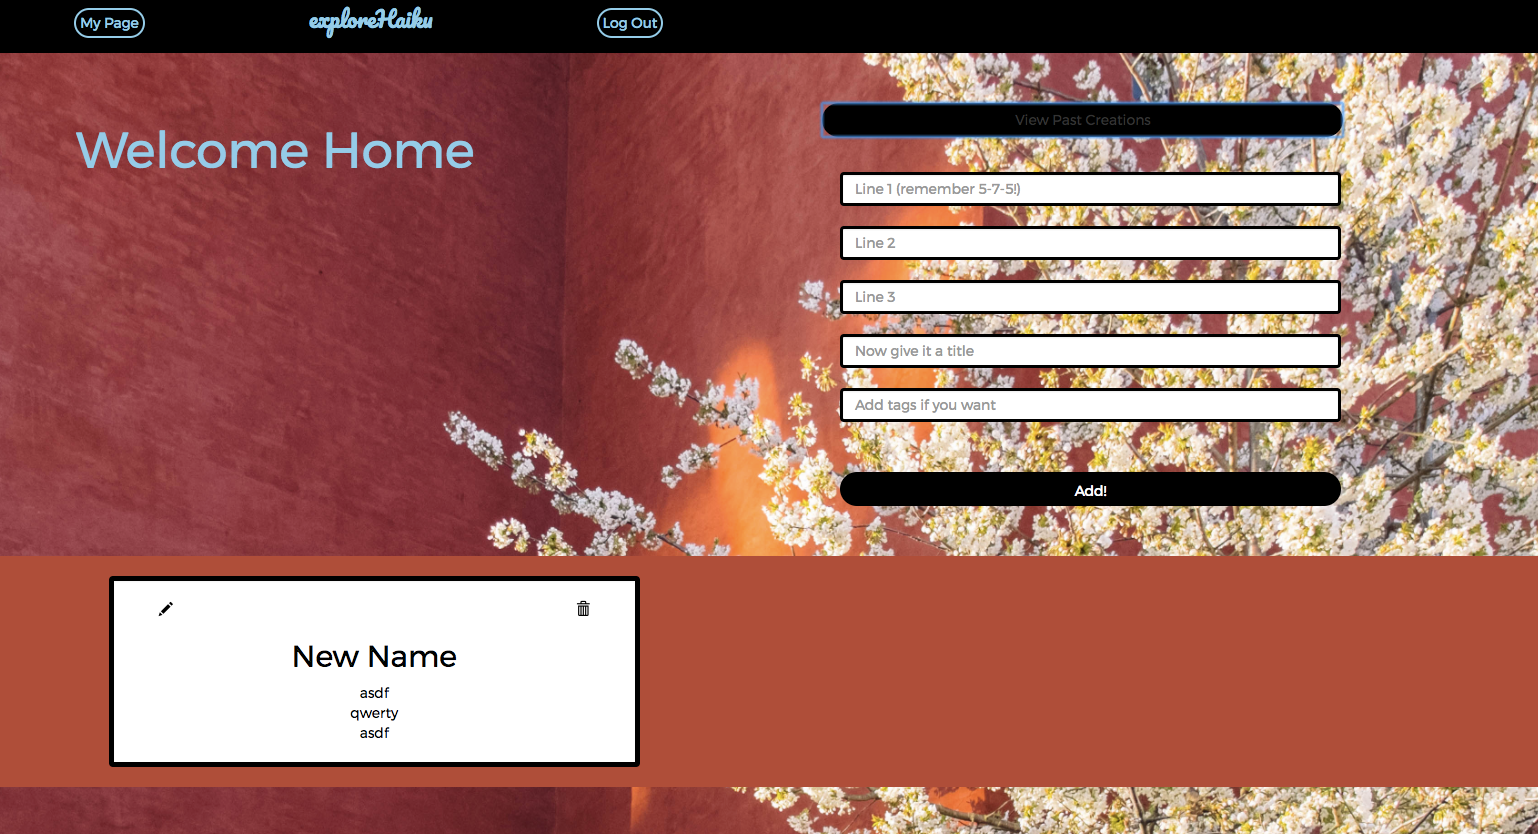 My Page
exploreHaiku
Log Out
Welcome Home
View Past Creations
Line 1 (remember 5-7-5!)
Line 2
Line 3
Now give it a title
Add tags if you want
Add!
New Name
asdf
qwerty
asdf